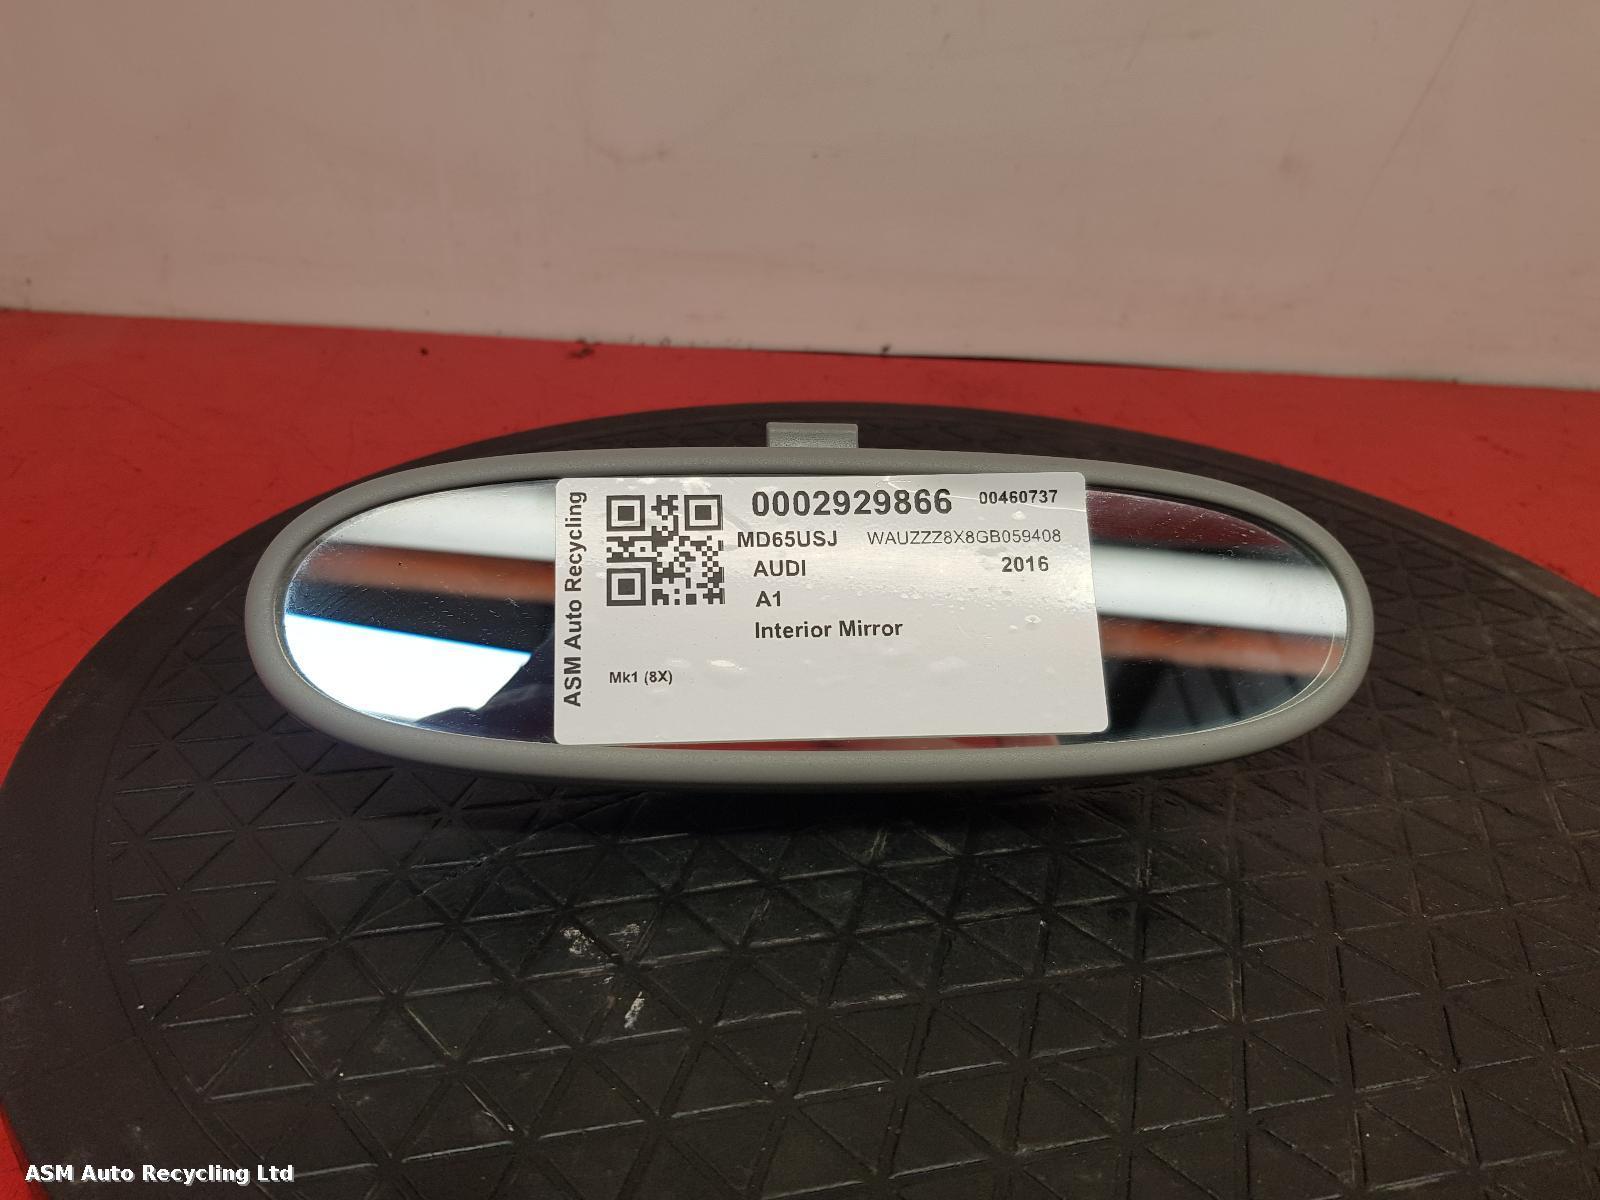 ASM Auto Recycling
0002929866 00460737
MD65USJ WAUZZZ8X8GB059408
AUDI 2016
A1
Interior Mirror
Mk1 (8X)
ASM Auto Recycling Ltd